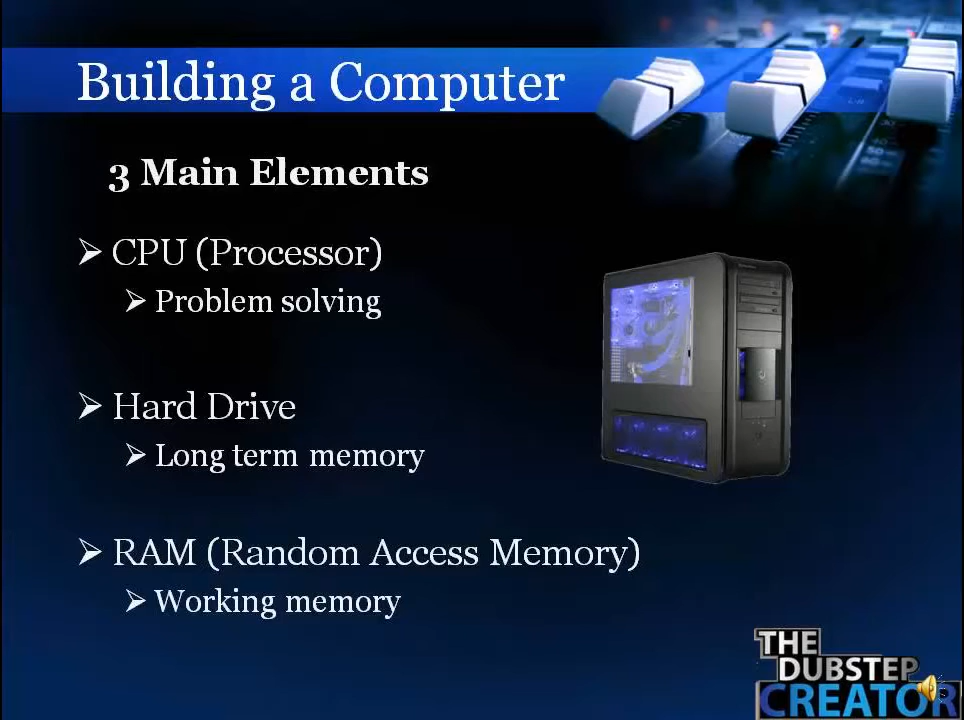 Building a Computer
3 Main Elements
CPU (Processor)
Problem solving
Hard Drive
Long term memory
RAM (Random Access Memory)
Working memory
THE
DUBSTEP
CREATOR